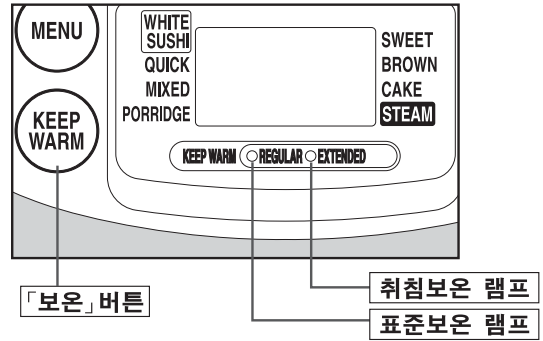 MENU
WHITE
SUSHI
QUICK
MIXED
PORRIDGE
SWEET
BROWN
CAKE
STEAM
KEEP
WARM
KEEP WARM REGULAR EXTENDED
「보온」버튼
취침보온 램프
표준보온 램프